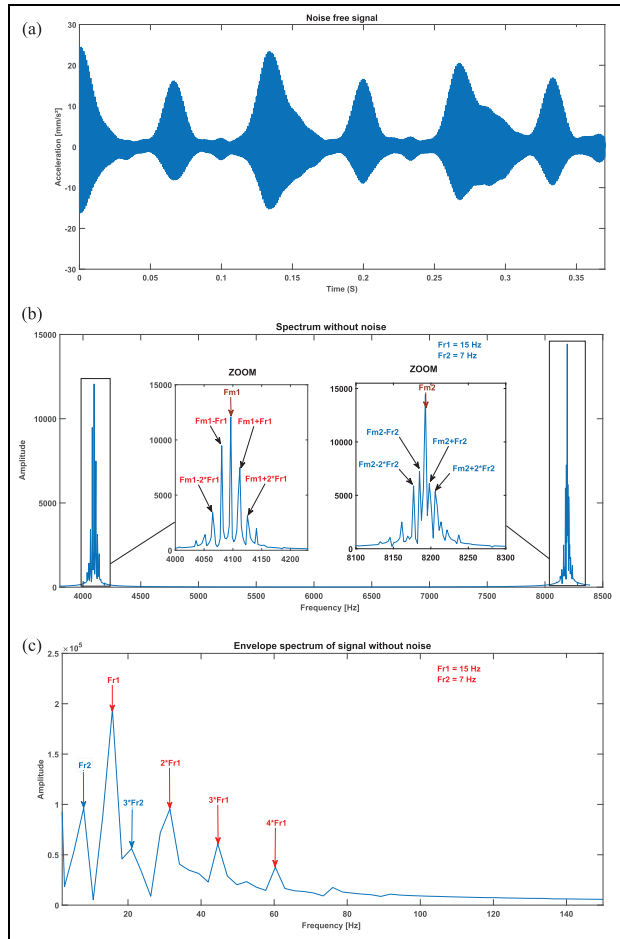 (a)
Noise free signal
Acceleration [mm/s²]
30
20
10
0
-10
-20
-30
0
0.05
0.1
0.15
0.2
0.25
0.3
0.35
Time (S)
(b)
Spectrum without noise
Fr1 = 15 Hz
Fr2 = 7 Hz
Amplitude
15000
10000
5000
0
4000
4500
5000
5500
6000
6500
7000
7500
8000
8500
Frequency [Hz]
ZOOM
Fm1
Fm1-Fr1
Fm1+Fr1
Fm1-2*Fr1
Fm1+2*Fr1
15000
10000
5000
0
4000
4050
4100
4150
4200
ZOOM
Fm2
Fm2-Fr2
Fm2+Fr2
Fm2-2*Fr2
Fm2+2*Fr2
15000
10000
5000
0
8100
8150
8200
8250
8300
(c)
Envelope spectrum of signal without noise
× 10⁵
Fr1 = 15 Hz
Fr2 = 7 Hz
Amplitude
2.5
2
1.5
1
0.5
0
Fr1
Fr2
3*Fr2
2*Fr1
3*Fr1
4*Fr1
20
40
60
80
100
120
140
Frequency [Hz]